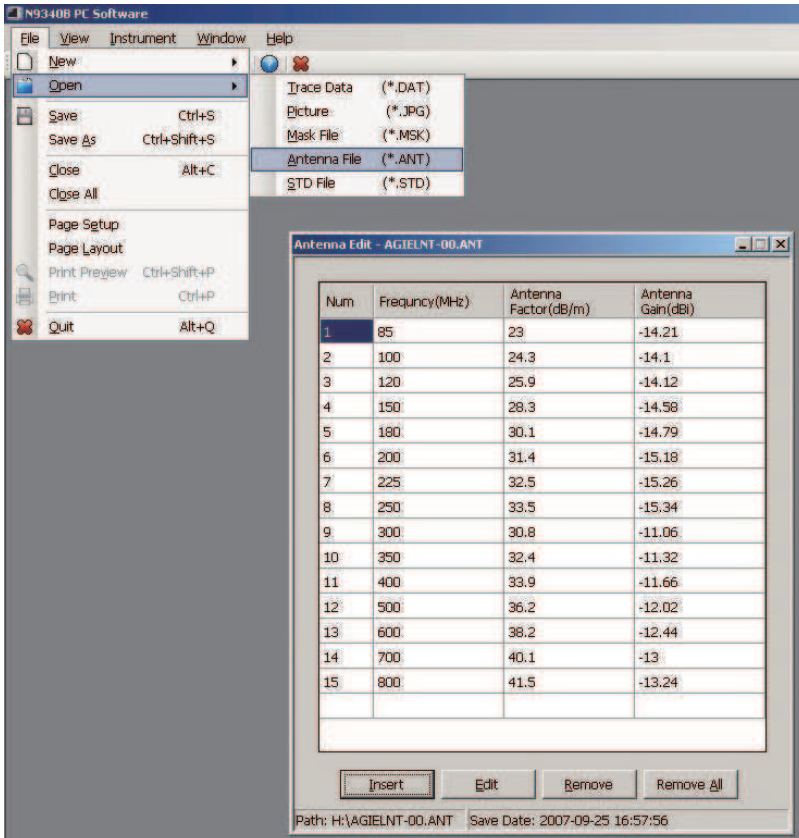 N9340B PC Software
File View Instrument Window Help
New
Open
Save Ctrl+S
Save As Ctrl+Shift+S
Close Alt+C
Close All
Page Setup
Page Layout
Print Preview Ctrl+Shift+P
Print Ctrl+P
Quit Alt+Q
Trace Data (*.DAT)
Picture (*.JPG)
Mask File (*.MSK)
Antenna File (*.ANT)
STD File (*.STD)
Antenna Edit - AGIELNT-00.ANT
Num Frequncy(MHz) Antenna Factor(dB/m) Antenna Gain(dBi)
1 85 23 -14.21
2 100 24.3 -14.1
3 120 25.9 -14.12
4 150 28.3 -14.58
5 180 30.1 -14.79
6 200 31.4 -15.18
7 225 32.5 -15.26
8 250 33.5 -15.34
9 300 30.8 -11.06
10 350 32.4 -11.32
11 400 33.9 -11.66
12 500 36.2 -12.02
13 600 38.2 -12.44
14 700 40.1 -13
15 800 41.5 -13.24
Insert Edit Remove Remove All
Path: H:\AGIELNT-00.ANT Save Date: 2007-09-25 16:57:56